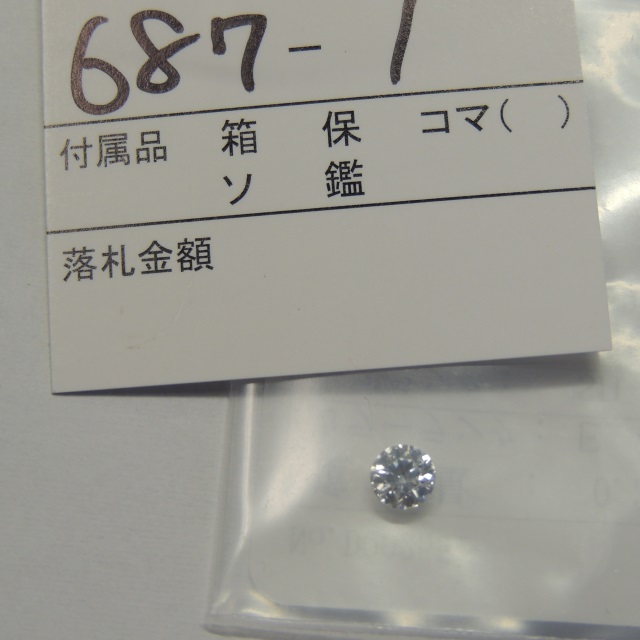 687-1
付属品 箱 保 コマ( )
ソ 鑑
落札金額